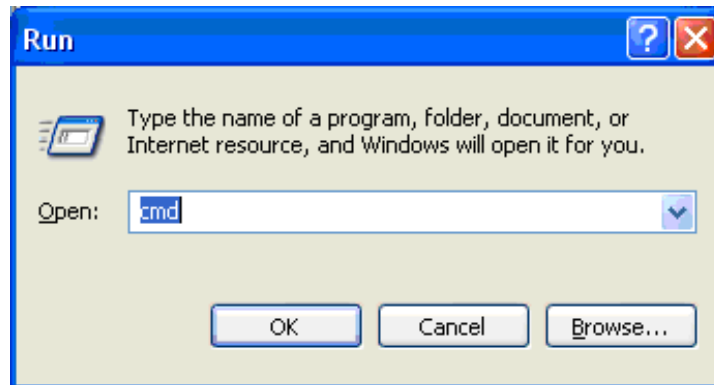 Run
Type the name of a program, folder, document, or
Internet resource, and Windows will open it for you.
Open: cmd
OK Cancel Browse...